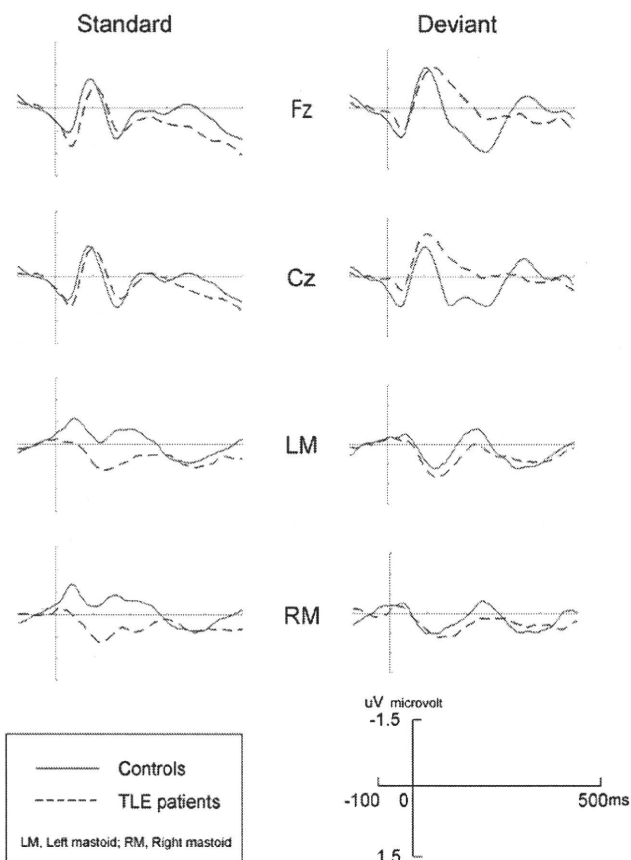 Standard
Deviant
Fz
Cz
LM
RM
uV microvolt
-1.5
-100 0 500ms
1.5
Controls
TLE patients
LM, Left mastoid; RM, Right mastoid